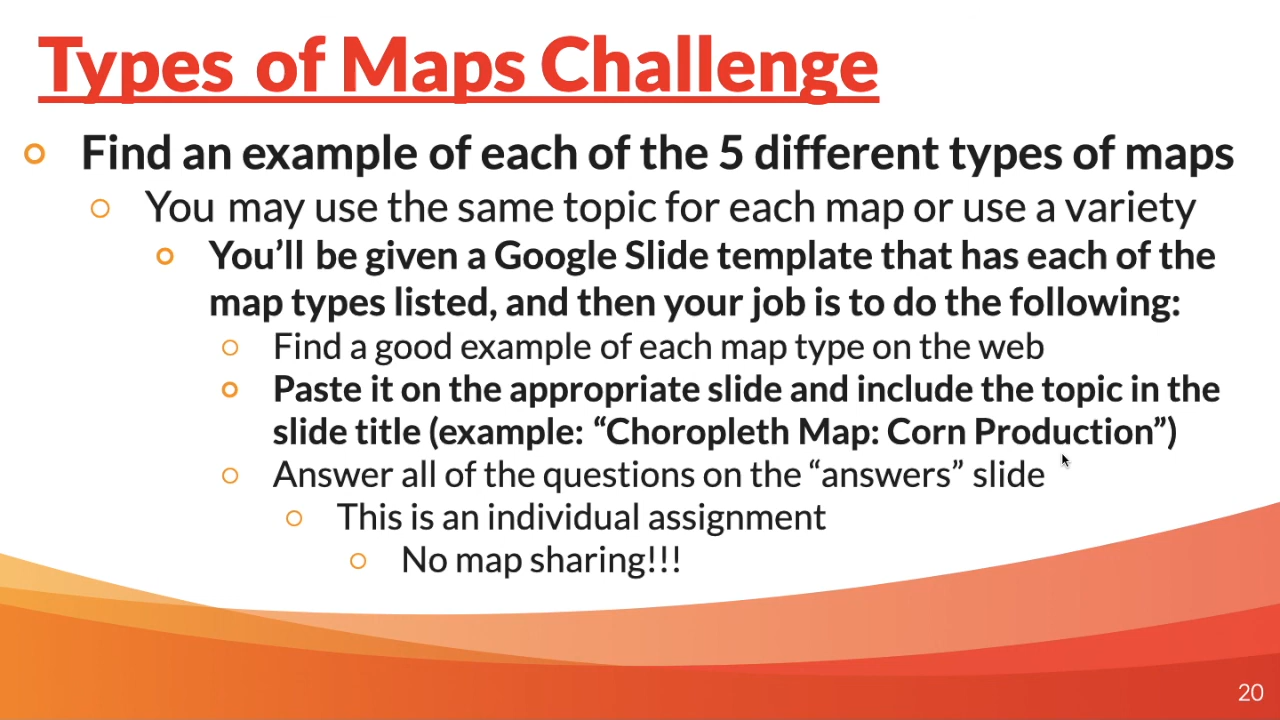 Types of Maps Challenge
Find an example of each of the 5 different types of maps
You may use the same topic for each map or use a variety
You’ll be given a Google Slide template that has each of the
map types listed, and then your job is to do the following:
Find a good example of each map type on the web
Paste it on the appropriate slide and include the topic in the
slide title (example: “Choropleth Map: Corn Production”)
Answer all of the questions on the “answers” slide
This is an individual assignment
No map sharing!!!
20